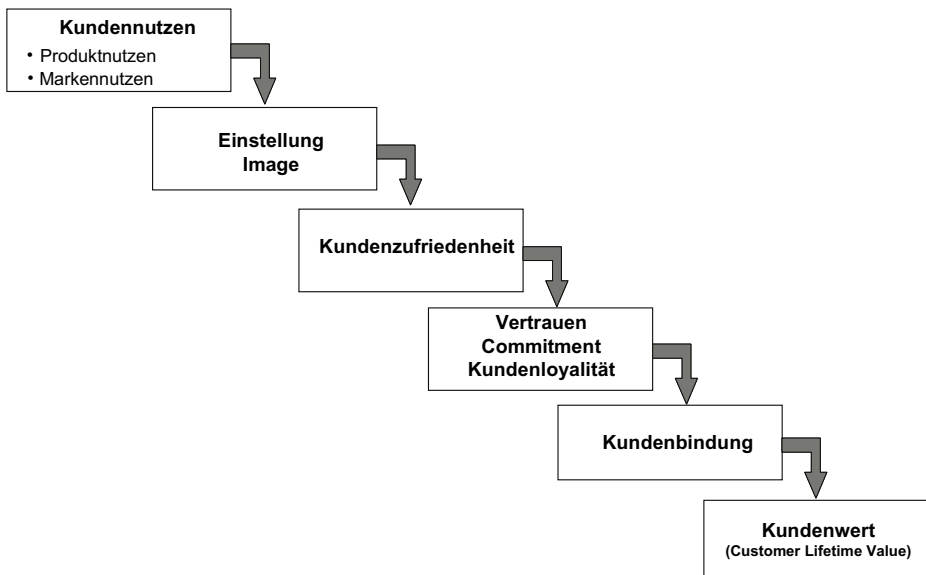 Kundennutzen
• Produktnutzen
• Markennutzen
Einstellung
Image
Kundenzufriedenheit
Vertrauen
Commitment
Kundenloyalität
Kundenbindung
Kundenwert
(Customer Lifetime Value)